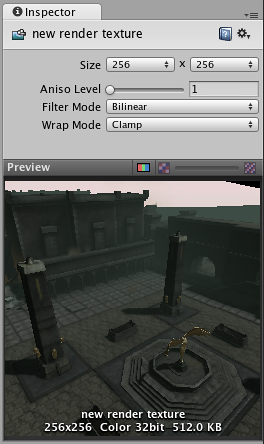 Inspector
new render texture
Size 256 x 256
Aniso Level 1
Filter Mode Bilinear
Wrap Mode Clamp
Preview
new render texture
256x256 Color 32bit 512.0 KB